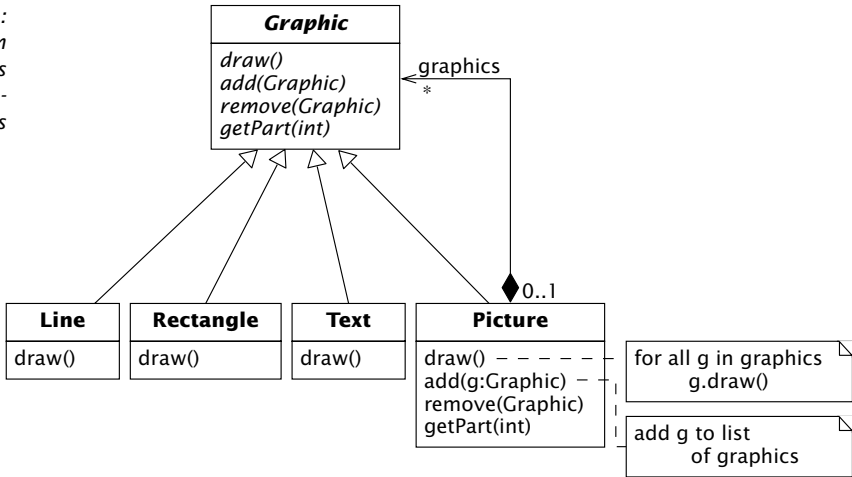 :
n
s
-
s
Graphic
draw()
add(Graphic)
remove(Graphic)
getPart(int)
graphics
*
0..1
Line
draw()
Rectangle
draw()
Text
draw()
Picture
draw()
add(g:Graphic)
remove(Graphic)
getPart(int)
for all g in graphics
g.draw()
add g to list
of graphics